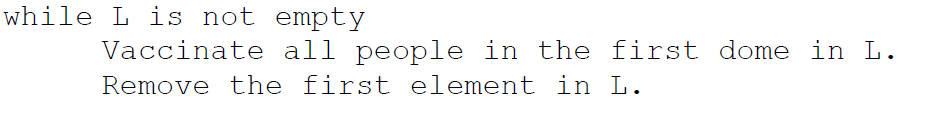 while L is not empty
Vaccinate all people in the first dome in L.
Remove the first element in L.